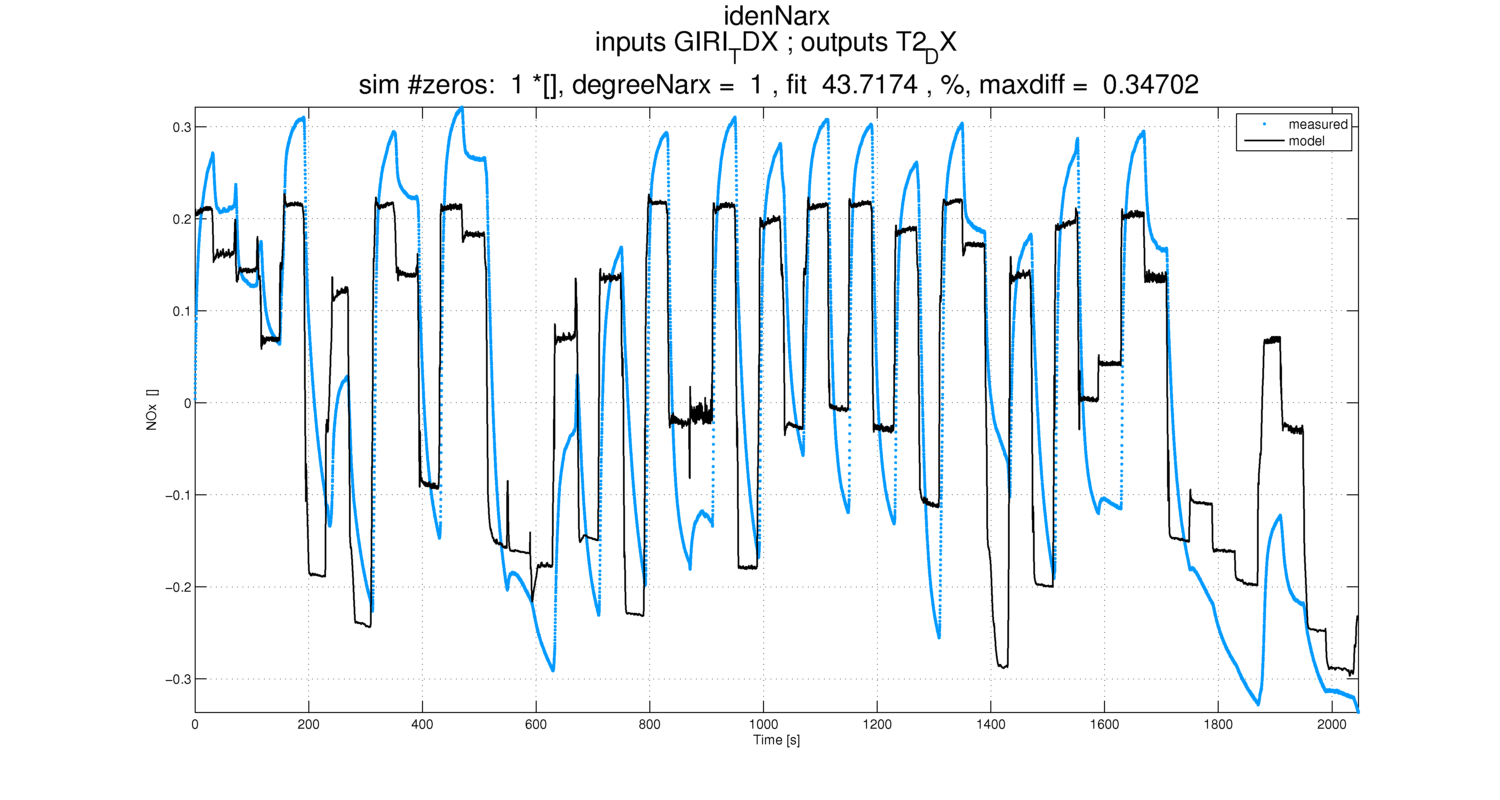 idenNarx
inputs GIRI_TDX ; outputs T2_DX
sim #zeros:  1 *[], degreeNarx =  1 , fit  43.7174 , %, maxdiff =  0.34702
measured
model
0.3
0.2
0.1
0
−0.1
−0.2
−0.3
NOx  []
0
200
400
600
800
1000
1200
1400
1600
1800
2000
Time [s]